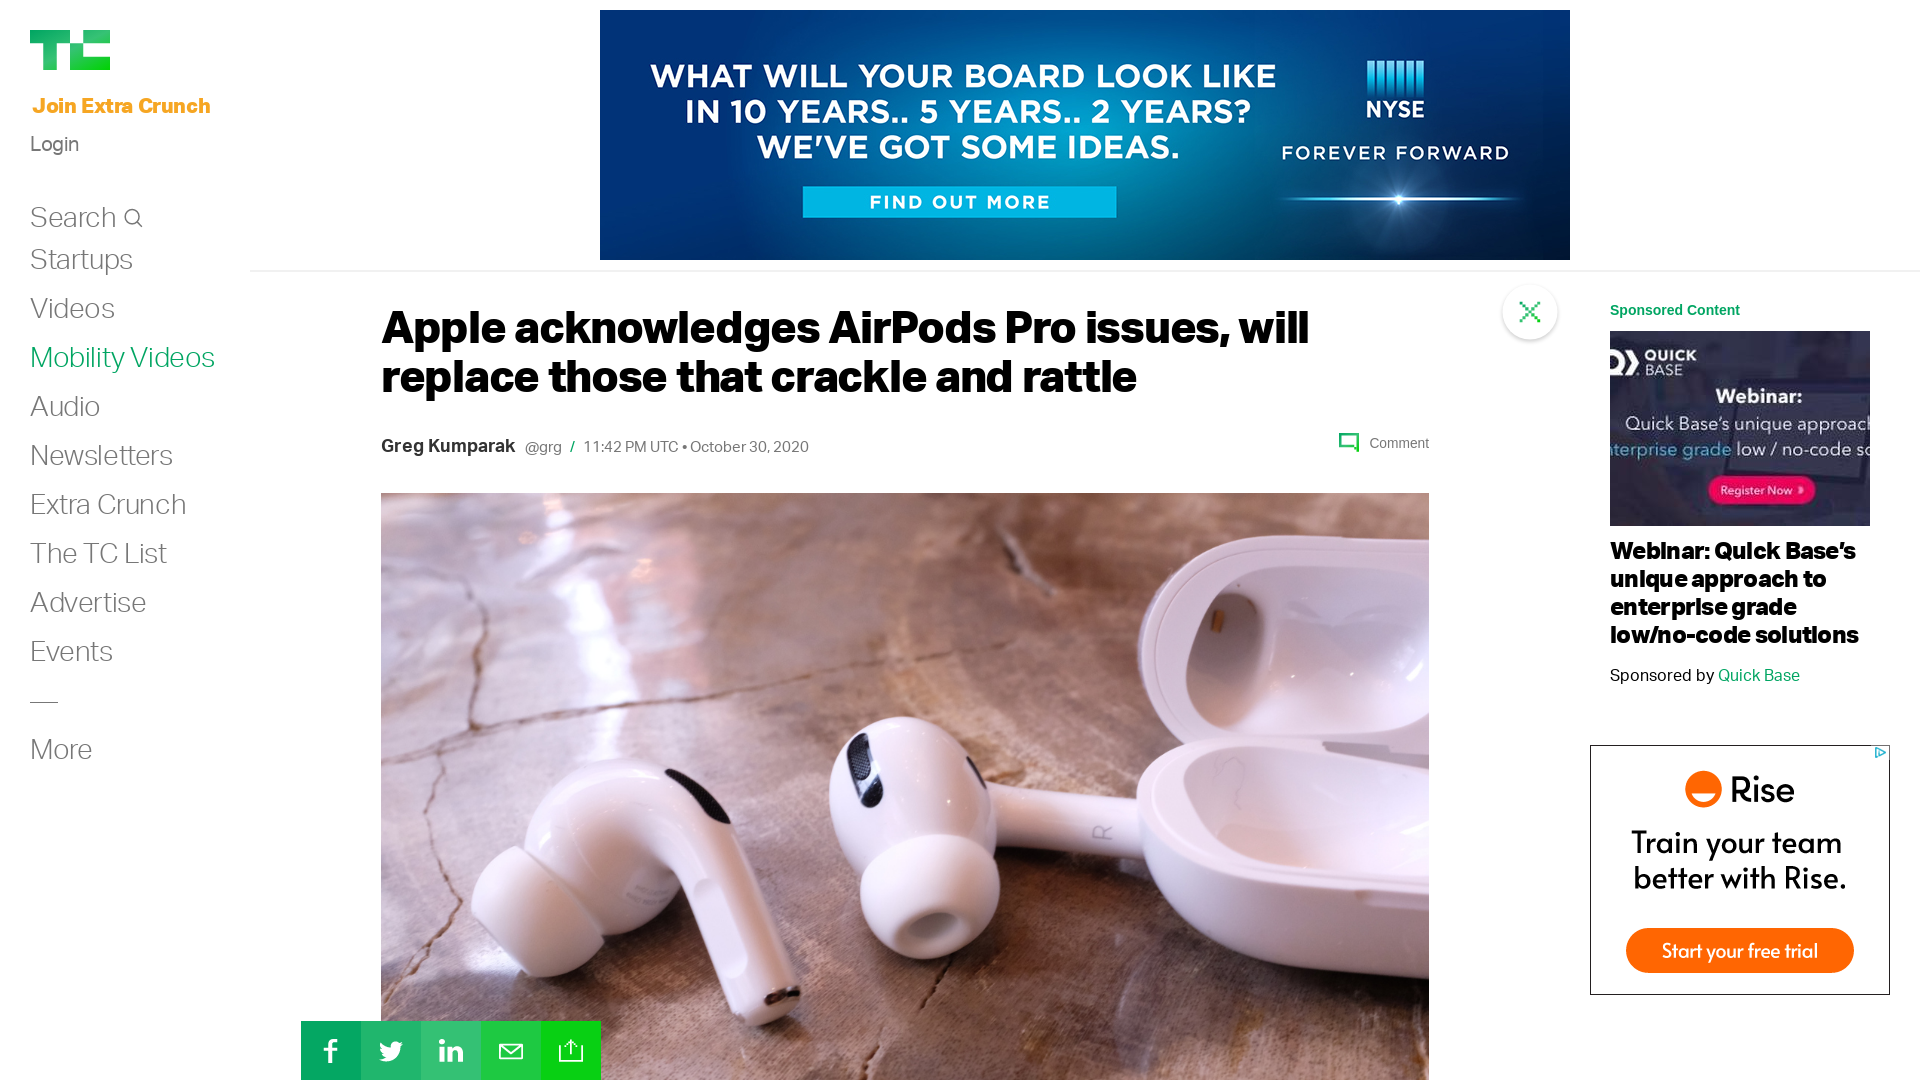 TC
Join Extra Crunch
Login
Search
Startups
Videos
Mobility Videos
Audio
Newsletters
Extra Crunch
The TC List
Advertise
Events
More
WHAT WILL YOUR BOARD LOOK LIKE
IN 10 YEARS.. 5 YEARS.. 2 YEARS?
WE'VE GOT SOME IDEAS.
FIND OUT MORE
NYSE
FOREVER FORWARD
Apple acknowledges AirPods Pro issues, will
replace those that crackle and rattle
Greg Kumparak @grg / 11:42 PM UTC • October 30, 2020
Comment
R
Sponsored Content
QUICK
BASE
Webinar:
Quick Base's unique approach
nterprise grade low / no-code so
Register Now
Webinar: Quick Base’s
unique approach to
enterprise grade
low/no-code solutions
Sponsored by Quick Base
Rise
Train your team
better with Rise.
Start your free trial